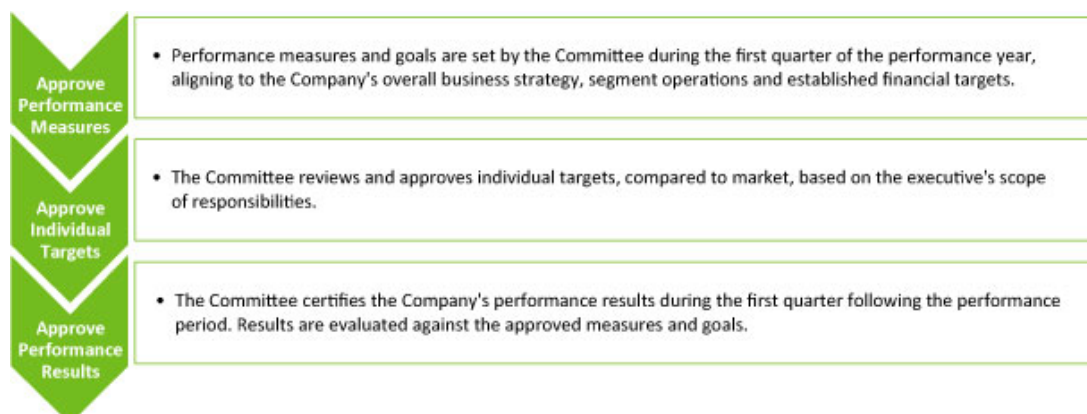 Approve
Performance
Measures
• Performance measures and goals are set by the Committee during the first quarter of the performance year,
aligning to the Company's overall business strategy, segment operations and established financial targets.
Approve
Individual
Targets
• The Committee reviews and approves individual targets, compared to market, based on the executive's scope
of responsibilities.
Approve
Performance
Results
• The Committee certifies the Company's performance results during the first quarter following the performance
period. Results are evaluated against the approved measures and goals.